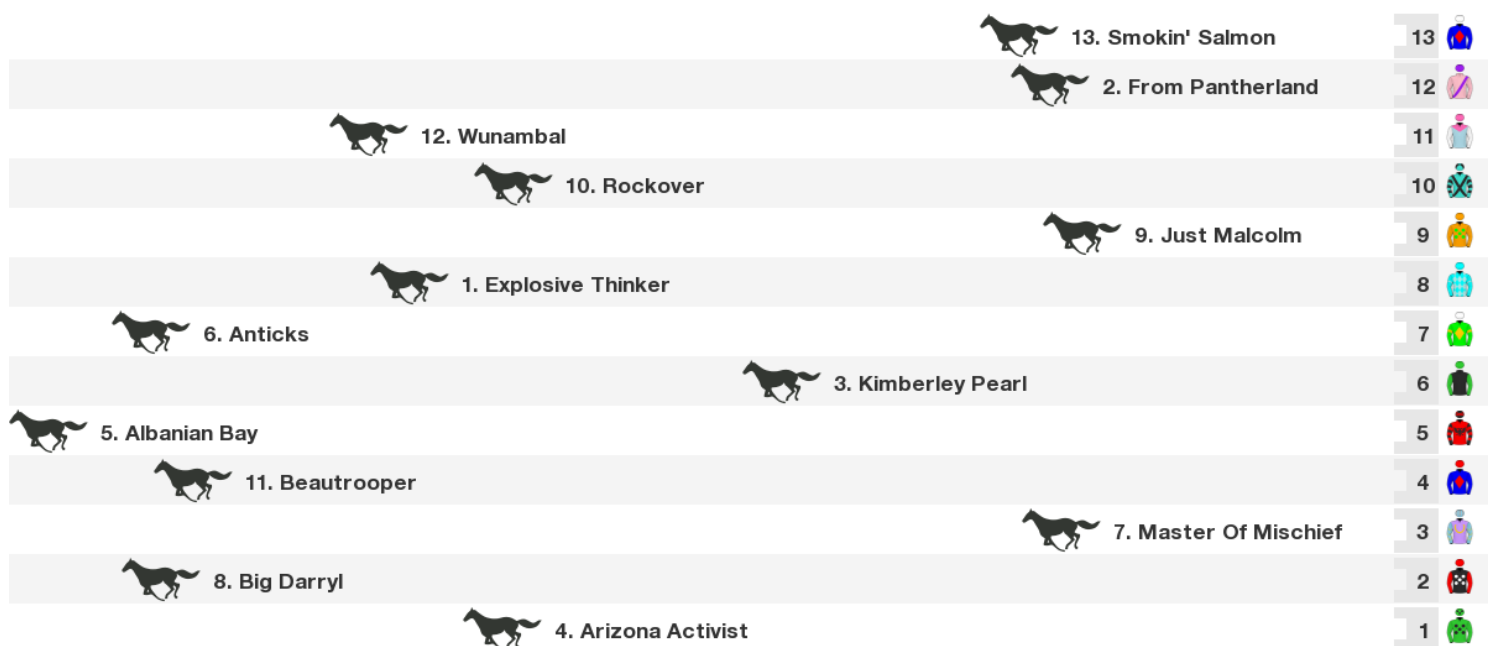 13. Smokin' Salmon 13
2. From Pantherland 12
12. Wunambal 11
10. Rockover 10
9. Just Malcolm 9
1. Explosive Thinker 8
6. Anticks 7
3. Kimberley Pearl 6
5. Albanian Bay 5
11. Beautrooper 4
7. Master Of Mischief 3
8. Big Darryl 2
4. Arizona Activist 1